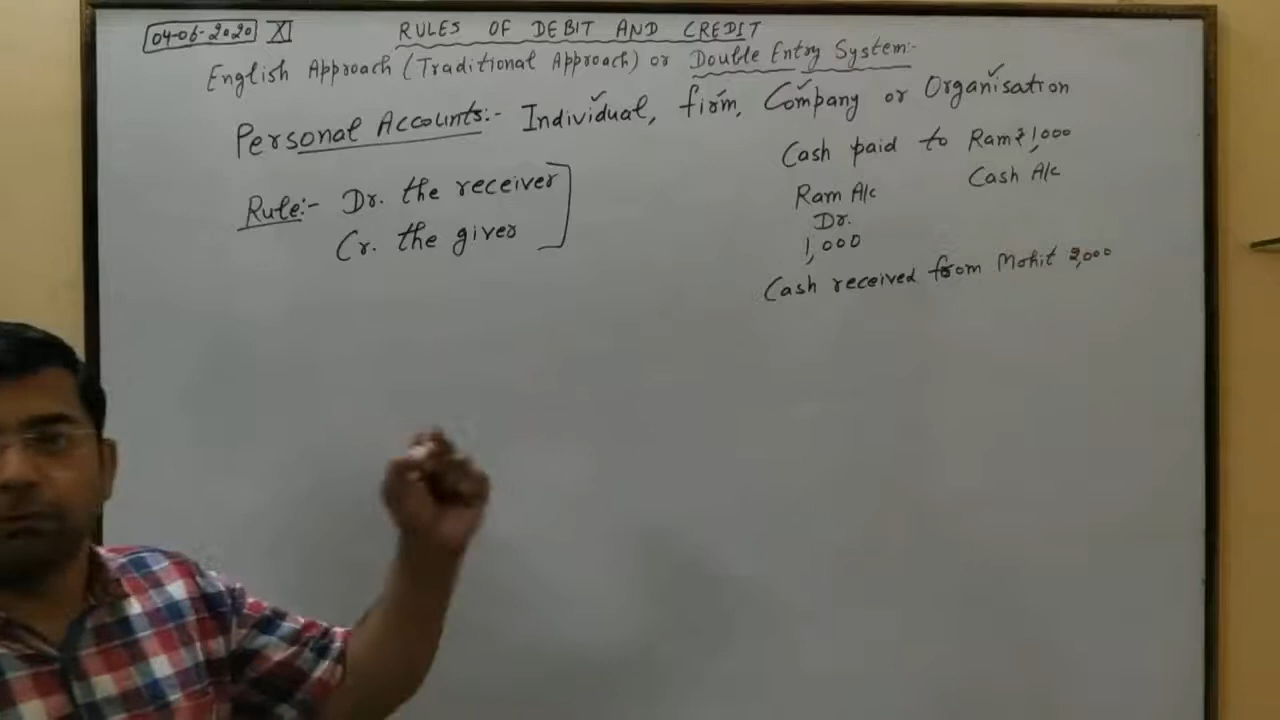 04-06-2020 XI RULES OF DEBIT AND CREDIT
English Approach (Traditional Approach) or Double Entry System:-
Personal Accounts:- Individual, firm, Company or Organisation
Rule:- Dr. the receiver
Cr. the giver
Cash paid to Ram ₹1,000
Ram A/c Cash A/c
Dr.
1,000
Cash received from Mohit 2,000